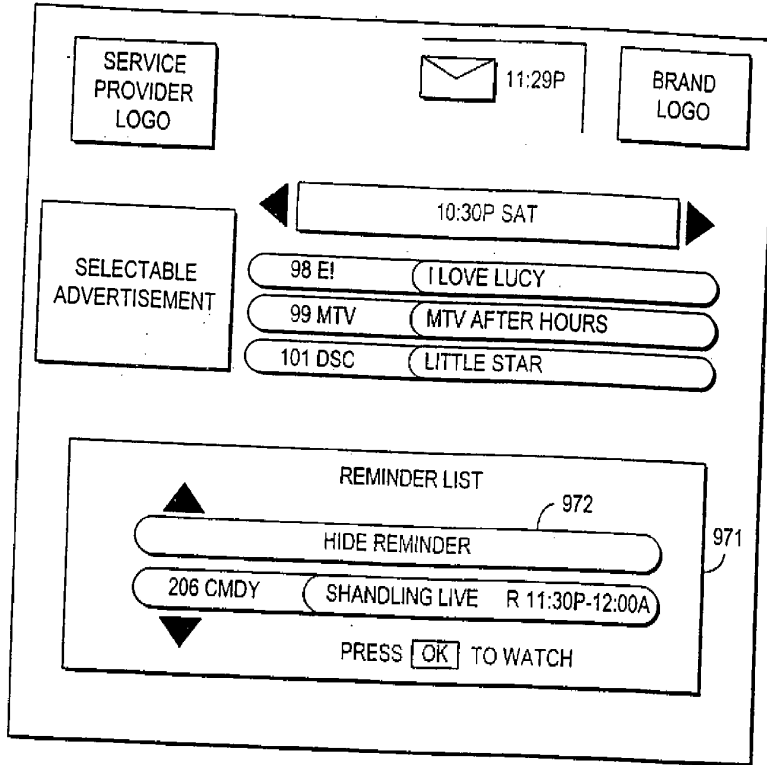 SERVICE
PROVIDER
LOGO
11:29P
BRAND
LOGO
10:30P SAT
SELECTABLE
ADVERTISEMENT
98 E! I LOVE LUCY
99 MTV MTV AFTER HOURS
101 DSC LITTLE STAR
REMINDER LIST
972
HIDE REMINDER
971
206 CMDY SHANDLING LIVE R 11:30P-12:00A
PRESS OK TO WATCH